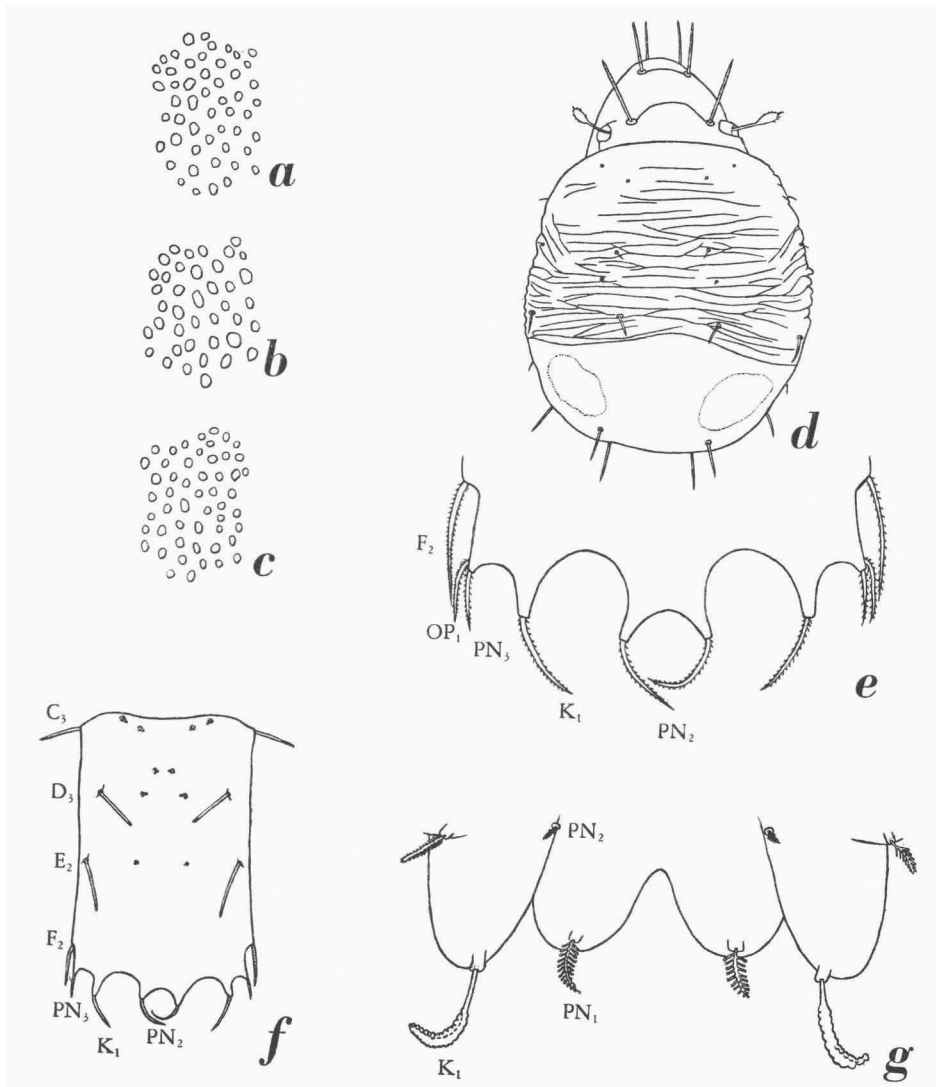 a
b
c
d
F₂
OP₁
PN₃
K₁
PN₂
e
C₃
D₃
E₂
F₂
PN₃
K₁
PN₂
f
PN₂
PN₁
K₁
g